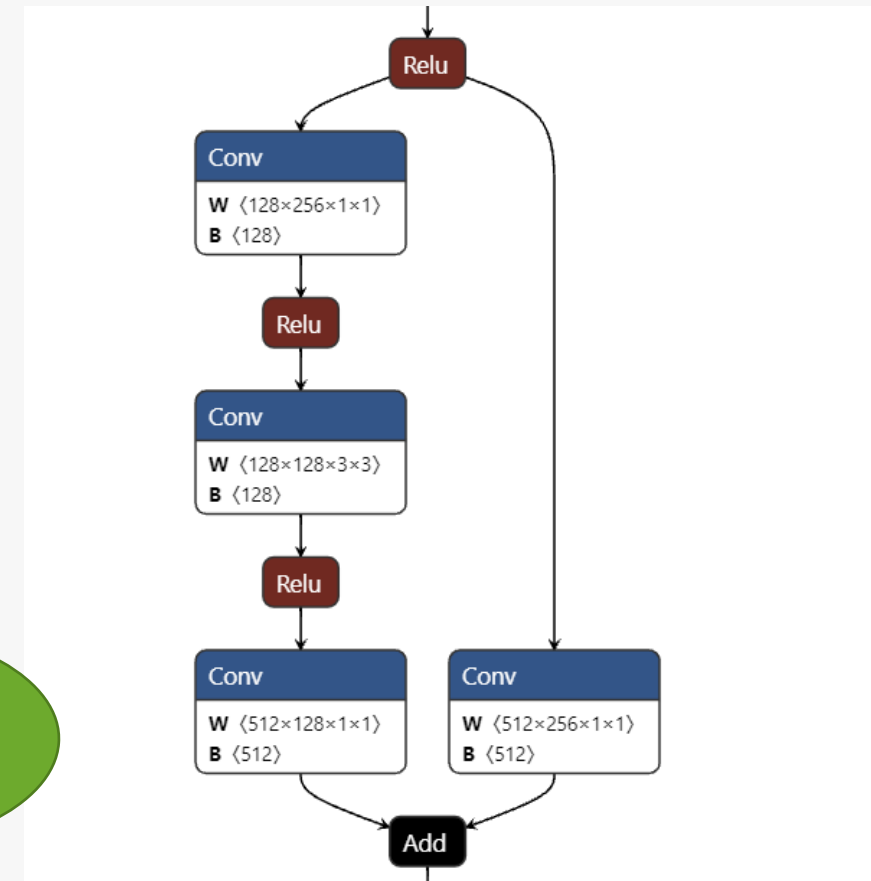 Relu
Conv
W ⟨128×256×1×1⟩
B ⟨128⟩
Relu
Conv
W ⟨128×128×3×3⟩
B ⟨128⟩
Relu
Conv
W ⟨512×128×1×1⟩
B ⟨512⟩
Conv
W ⟨512×256×1×1⟩
B ⟨512⟩
Add